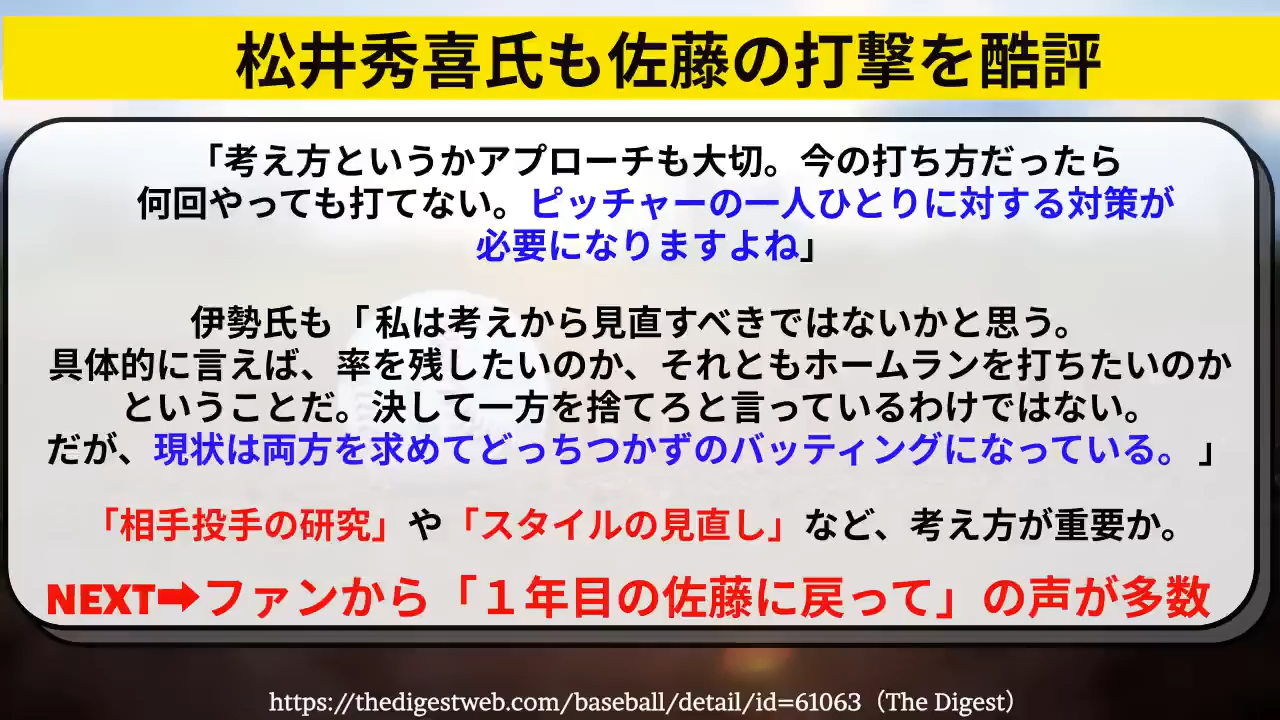 松井秀喜氏も佐藤の打撃を酷評
「考え方というかアプローチも大切。今の打ち方だったら
何回やっても打てない。ピッチャーの一人ひとりに対する対策が
必要になりますよね」
伊勢氏も「私は考えから見直すべきではないかと思う。
具体的に言えば、率を残したいのか、それともホームランを打ちたいのか
ということだ。決して一方を捨てろと言っているわけではない。
だが、現状は両方を求めてどっちつかずのバッティングになっている。」
「相手投手の研究」や「スタイルの見直し」など、考え方が重要か。
NEXT➡ファンから「１年目の佐藤に戻って」の声が多数
https://thedigestweb.com/baseball/detail/id=61063（The Digest）